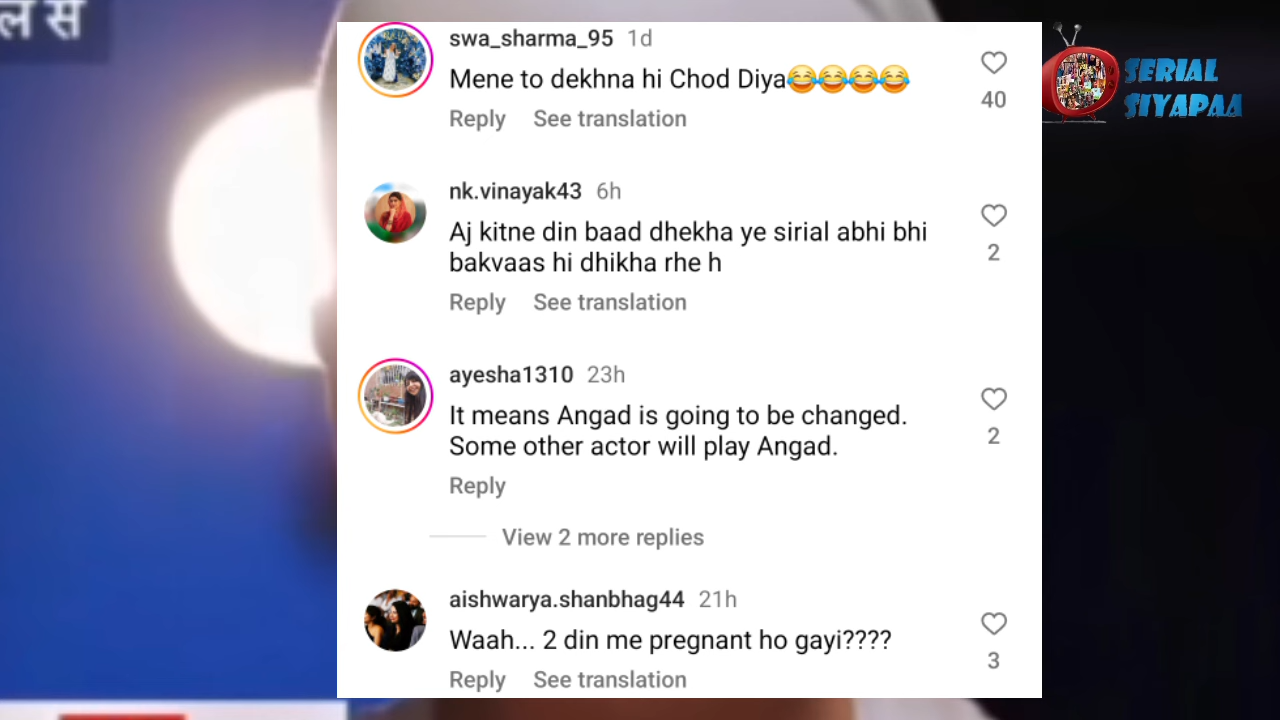 ल से
swa_sharma_95 1d
Mene to dekhna hi Chod Diya😂😂😂😂
40
Reply See translation
nk.vinayak43 6h
Aj kitne din baad dhekha ye sirial abhi bhi
bakvaas hi dhikha rhe h
2
Reply See translation
ayesha1310 23h
It means Angad is going to be changed.
Some other actor will play Angad.
2
Reply
View 2 more replies
aishwarya.shanbhag44 21h
Waah... 2 din me pregnant ho gayi????
3
Reply See translation
SERIAL
SIYAPAA